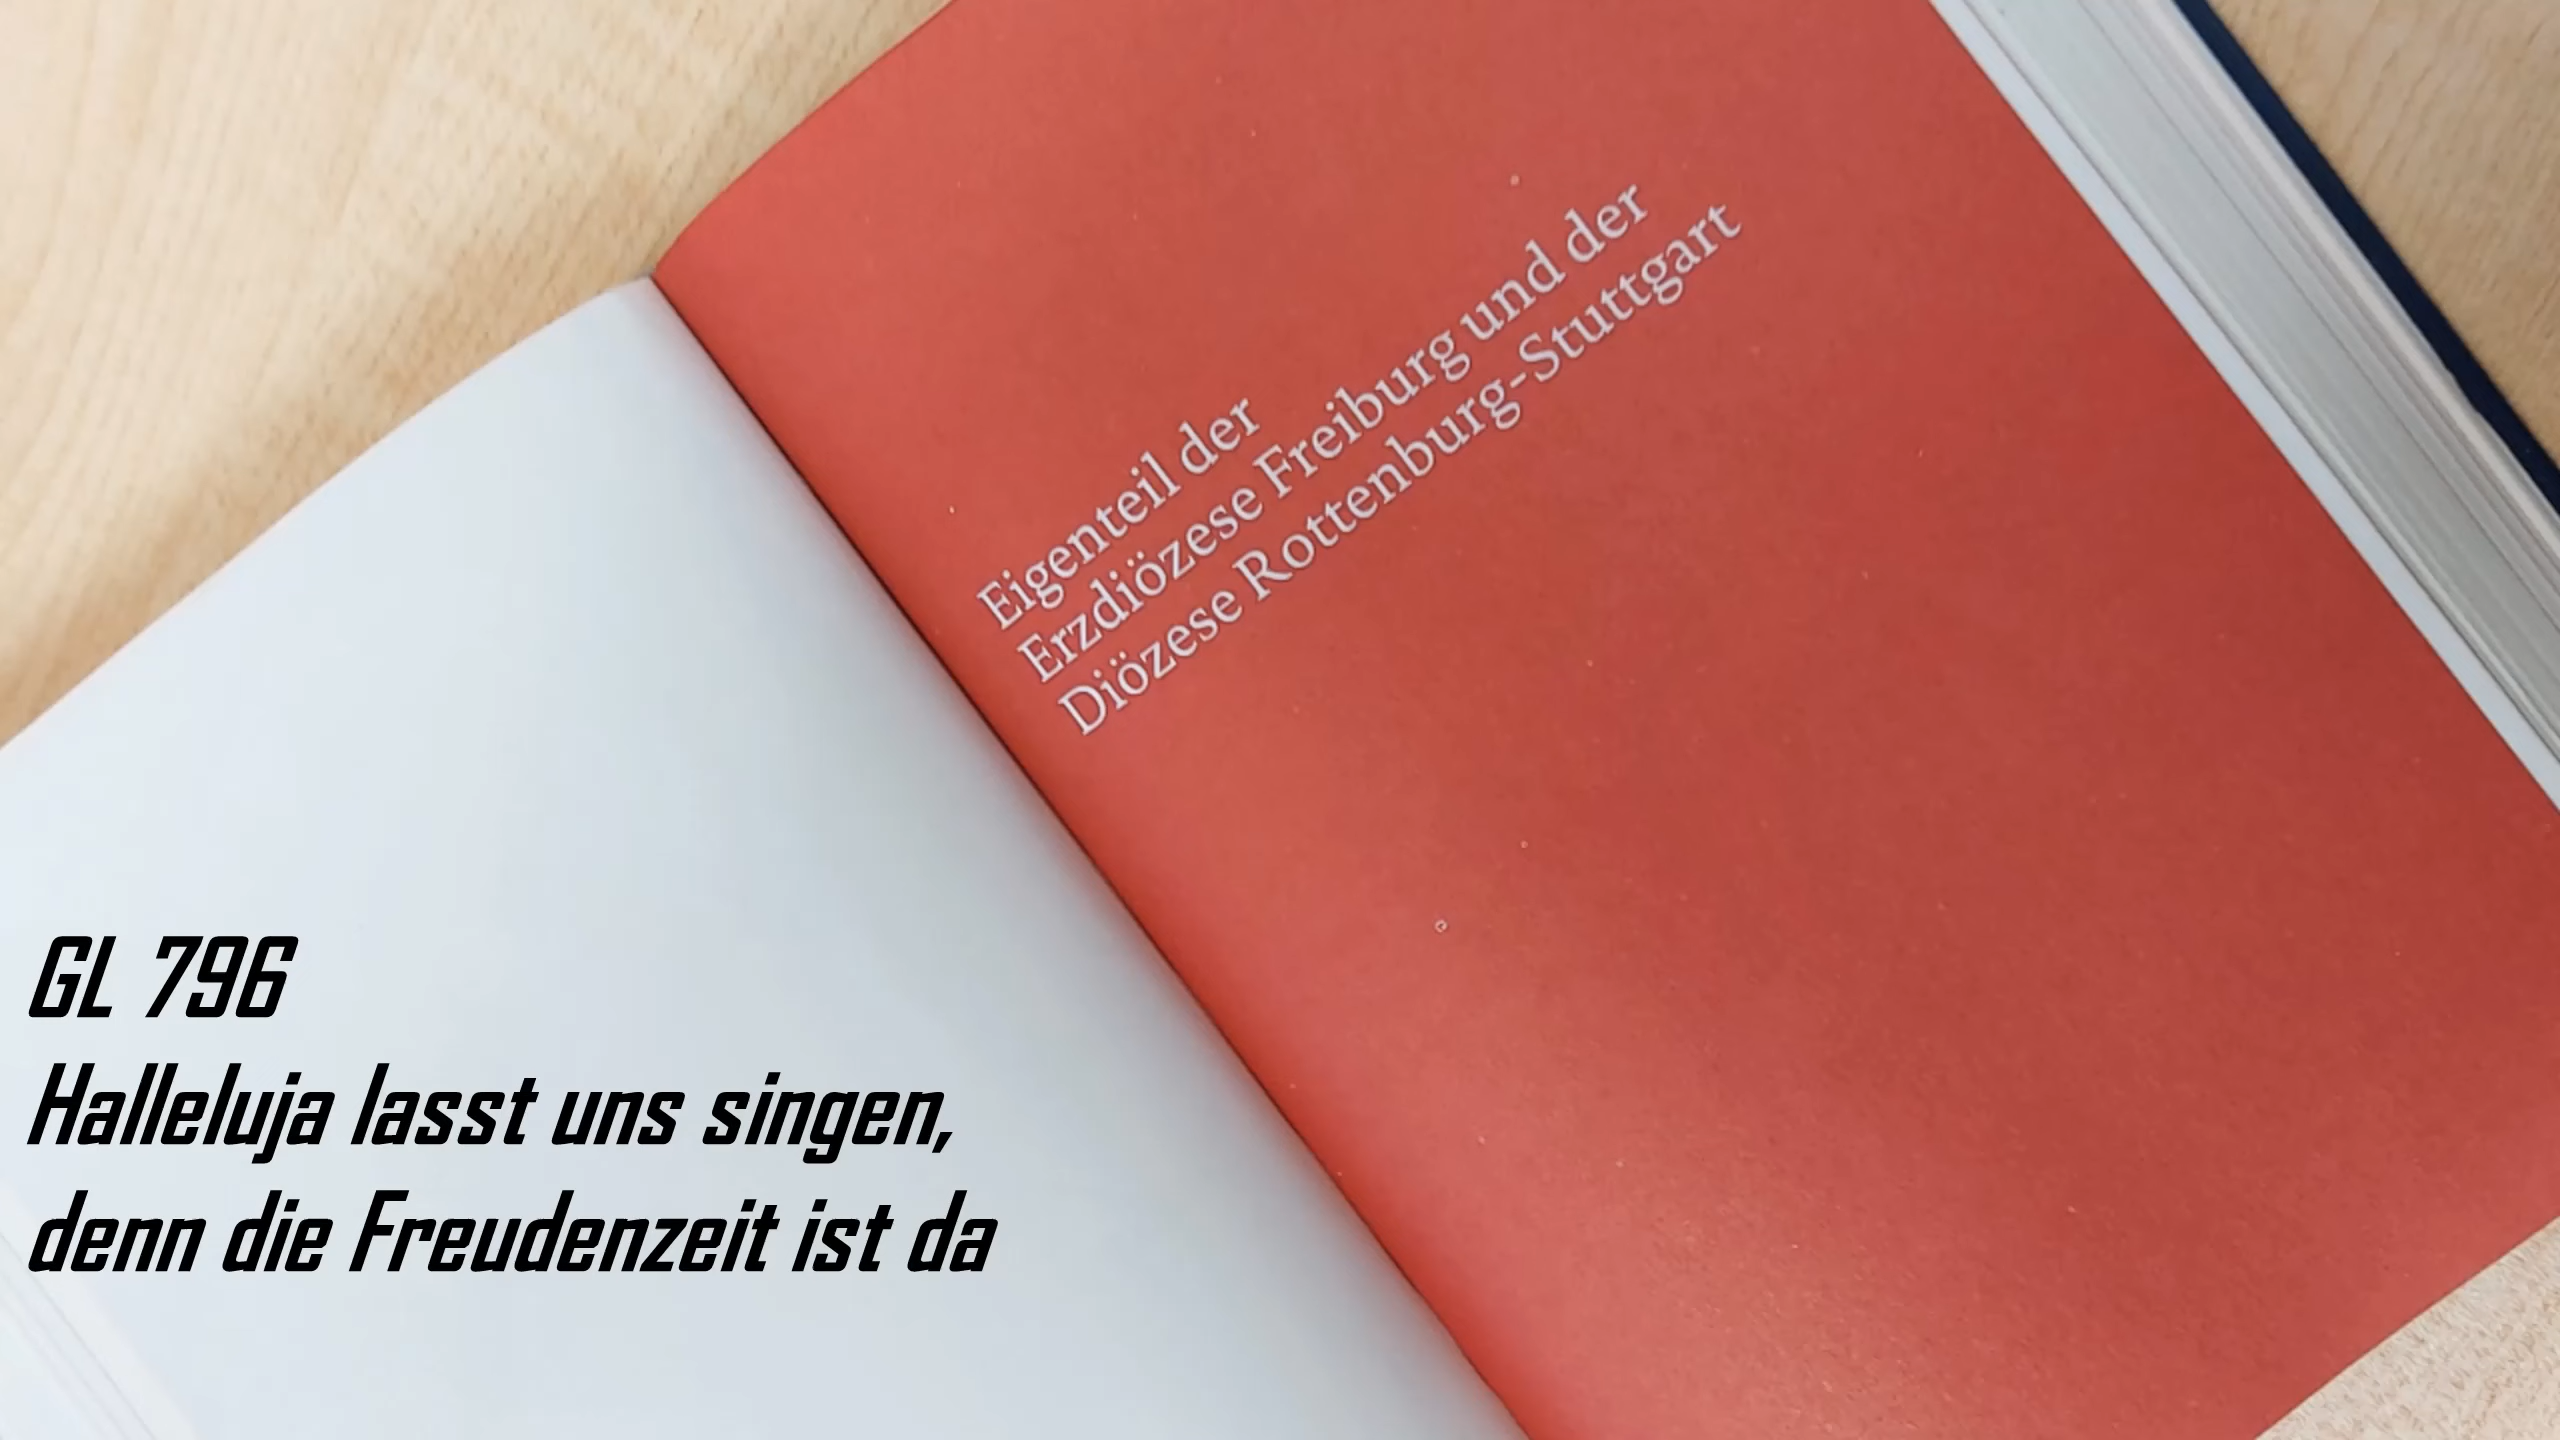 Eigenteil der
Erzdiözese Freiburg und der
Diözese Rottenburg-Stuttgart
GL 796
Halleluja lasst uns singen,
denn die Freudenzeit ist da